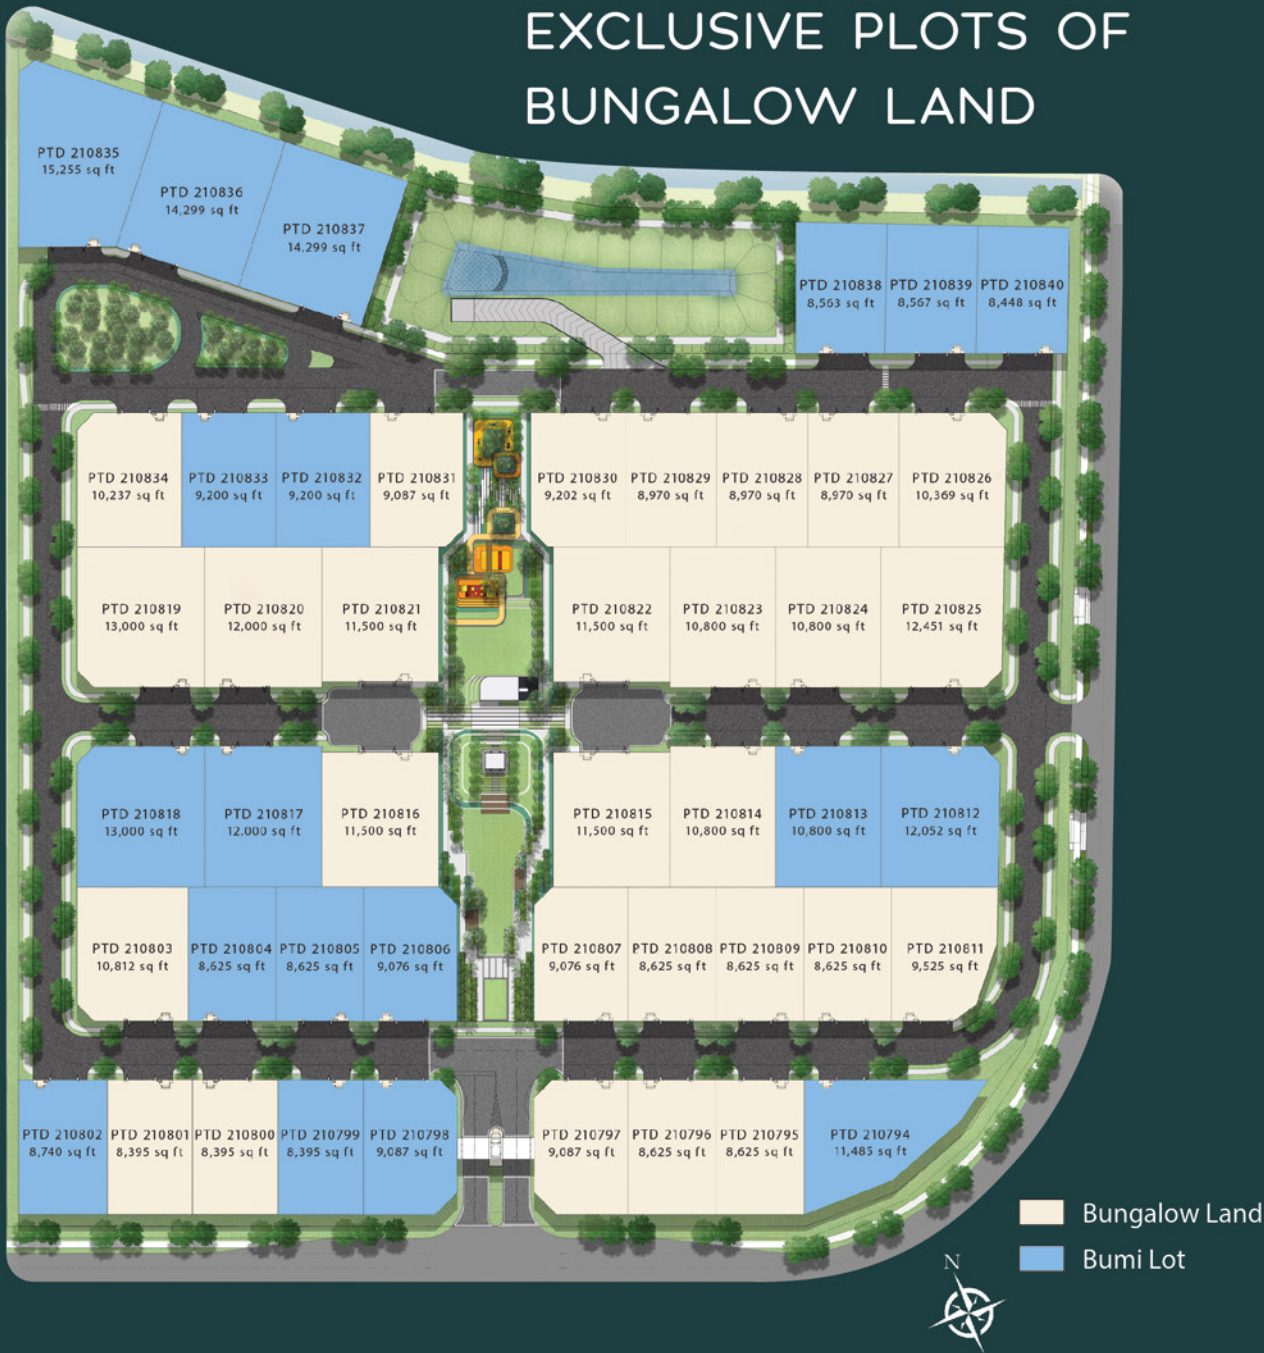 EXCLUSIVE PLOTS OF
BUNGALOW LAND
PTD 210835
15,255 sq ft
PTD 210836
14,299 sq ft
PTD 210837
14,299 sq ft
PTD 210838
8,563 sq ft
PTD 210839
8,567 sq ft
PTD 210840
8,448 sq ft
PTD 210834
10,237 sq ft
PTD 210833
9,200 sq ft
PTD 210832
9,200 sq ft
PTD 210831
9,087 sq ft
PTD 210830
9,202 sq ft
PTD 210829
8,970 sq ft
PTD 210828
8,970 sq ft
PTD 210827
8,970 sq ft
PTD 210826
10,369 sq ft
PTD 210819
13,000 sq ft
PTD 210820
12,000 sq ft
PTD 210821
11,500 sq ft
PTD 210822
11,500 sq ft
PTD 210823
10,800 sq ft
PTD 210824
10,800 sq ft
PTD 210825
12,451 sq ft
PTD 210818
13,000 sq ft
PTD 210817
12,000 sq ft
PTD 210816
11,500 sq ft
PTD 210815
11,500 sq ft
PTD 210814
10,800 sq ft
PTD 210813
10,800 sq ft
PTD 210812
12,052 sq ft
PTD 210803
10,812 sq ft
PTD 210804
8,625 sq ft
PTD 210805
8,625 sq ft
PTD 210806
9,076 sq ft
PTD 210807
9,076 sq ft
PTD 210808
8,625 sq ft
PTD 210809
8,625 sq ft
PTD 210810
8,625 sq ft
PTD 210811
9,525 sq ft
PTD 210802
8,740 sq ft
PTD 210801
8,395 sq ft
PTD 210800
8,395 sq ft
PTD 210799
8,395 sq ft
PTD 210798
9,087 sq ft
PTD 210797
9,087 sq ft
PTD 210796
8,625 sq ft
PTD 210795
8,625 sq ft
PTD 210794
11,485 sq ft
Bungalow Land
Bumi Lot
N